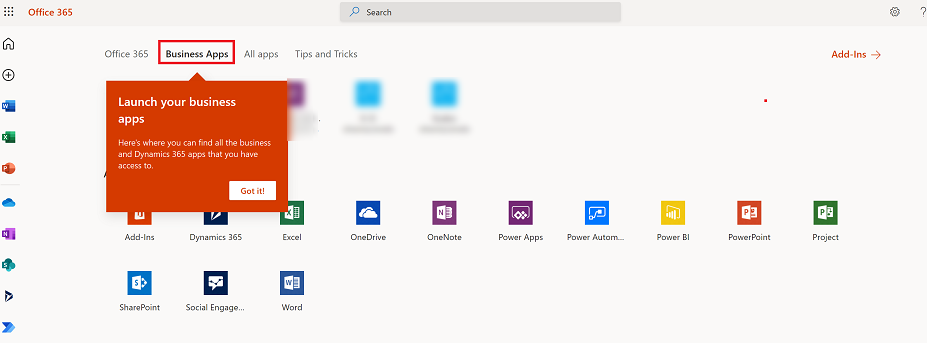 Office 365
Search
?
Office 365 Business Apps All apps Tips and Tricks
Add-Ins →
Launch your business
apps
Here's where you can find all the business
and Dynamics 365 apps that you have
access to.
Got it!
Add-Ins Dynamics 365 Excel OneDrive OneNote Power Apps Power Autom... Power BI PowerPoint Project
SharePoint Social Engage... Word